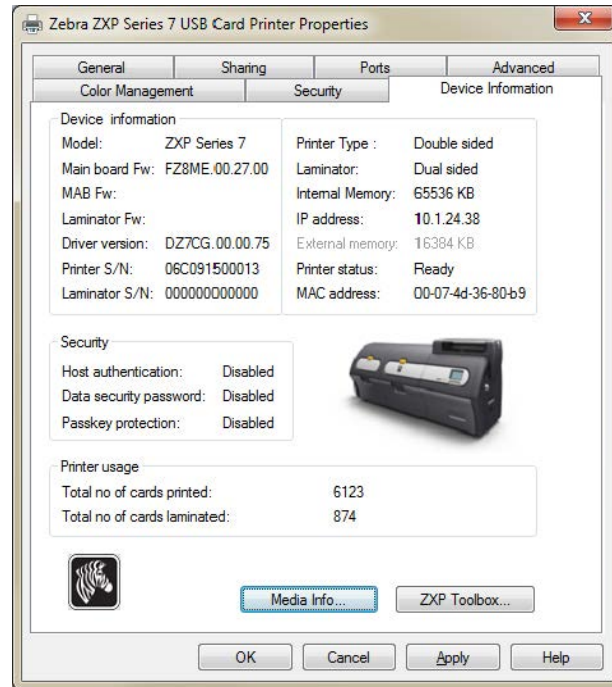 Zebra ZXP Series 7 USB Card Printer Properties
General Sharing Ports Advanced
Color Management Security Device Information
Device information
Model: ZXP Series 7
Main board Fw: FZ8ME.00.27.00
MAB Fw:
Laminator Fw:
Driver version: DZ7CG.00.00.75
Printer S/N: 06C091500013
Laminator S/N: 000000000000
Printer Type : Double sided
Laminator: Dual sided
Internal Memory: 65536 KB
IP address: 10.1.24.38
External memory: 16384 KB
Printer status: Ready
MAC address: 00-07-4d-36-80-b9
Security
Host authentication: Disabled
Data security password: Disabled
Passkey protection: Disabled
Printer usage
Total no of cards printed: 6123
Total no of cards laminated: 874
Media Info... ZXP Toolbox...
OK Cancel Apply Help